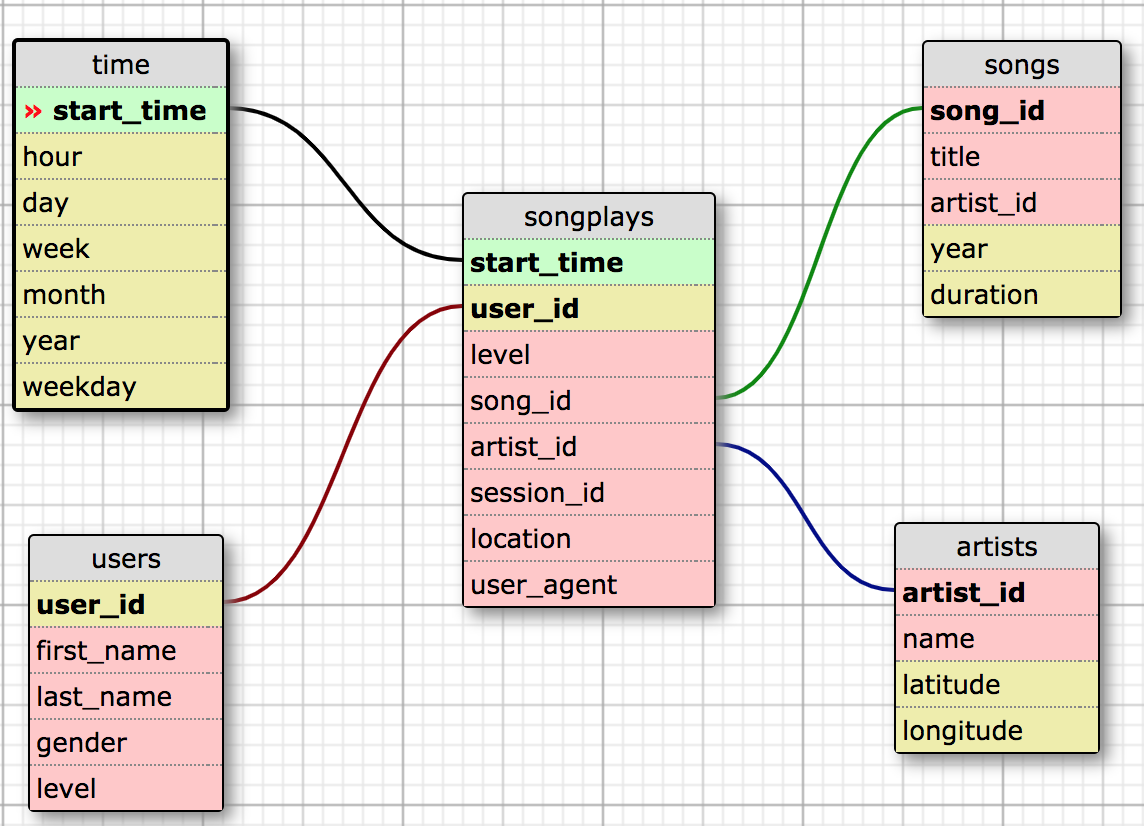 time
» start_time
hour
day
week
month
year
weekday
users
user_id
first_name
last_name
gender
level
songplays
start_time
user_id
level
song_id
artist_id
session_id
location
user_agent
songs
song_id
title
artist_id
year
duration
artists
artist_id
name
latitude
longitude